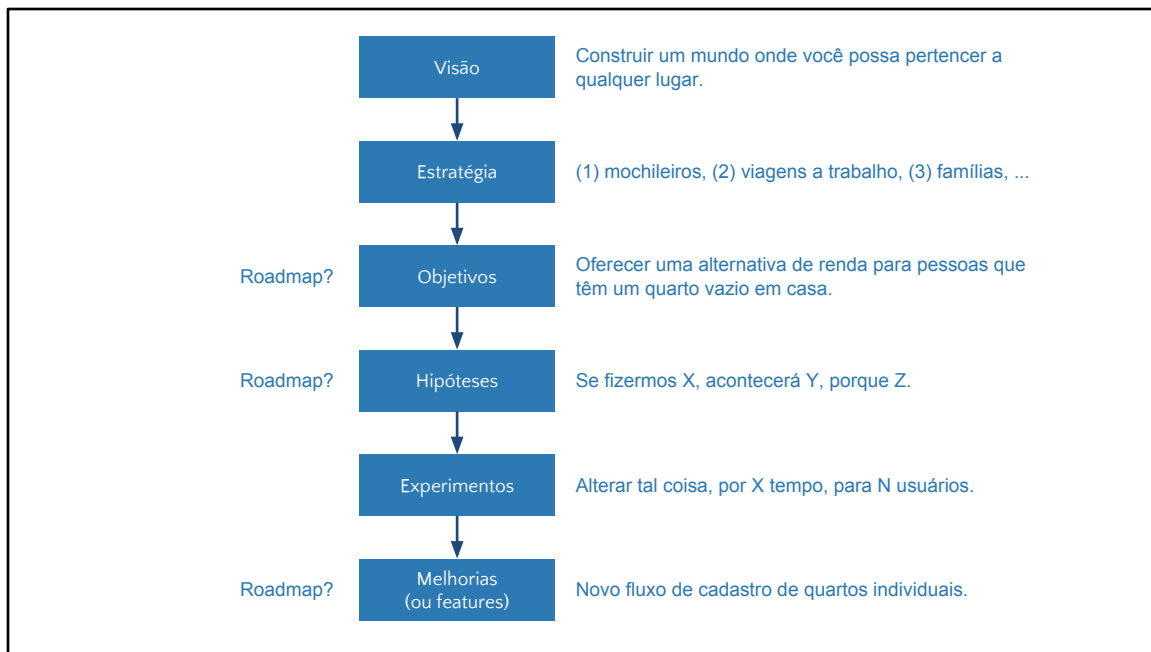 Visão
Construir um mundo onde você possa pertencer a
qualquer lugar.
Estratégia
(1) mochileiros, (2) viagens a trabalho, (3) famílias, ...
Roadmap?
Objetivos
Oferecer uma alternativa de renda para pessoas que
têm um quarto vazio em casa.
Roadmap?
Hipóteses
Se fizermos X, acontecerá Y, porque Z.
Experimentos
Alterar tal coisa, por X tempo, para N usuários.
Roadmap?
Melhorias
(ou features)
Novo fluxo de cadastro de quartos individuais.